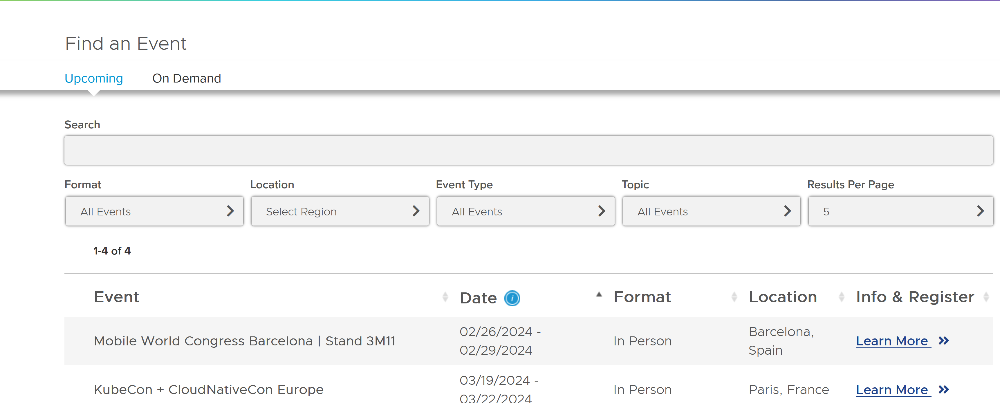 Find an Event
Upcoming On Demand
Search
Format Location Event Type Topic Results Per Page
All Events Select Region All Events All Events 5
1-4 of 4
Event Date i Format Location Info & Register
Mobile World Congress Barcelona | Stand 3M11
02/26/2024 -
02/29/2024
In Person
Barcelona,
Spain
Learn More
KubeCon + CloudNativeCon Europe
03/19/2024 -
03/22/2024
In Person
Paris, France
Learn More